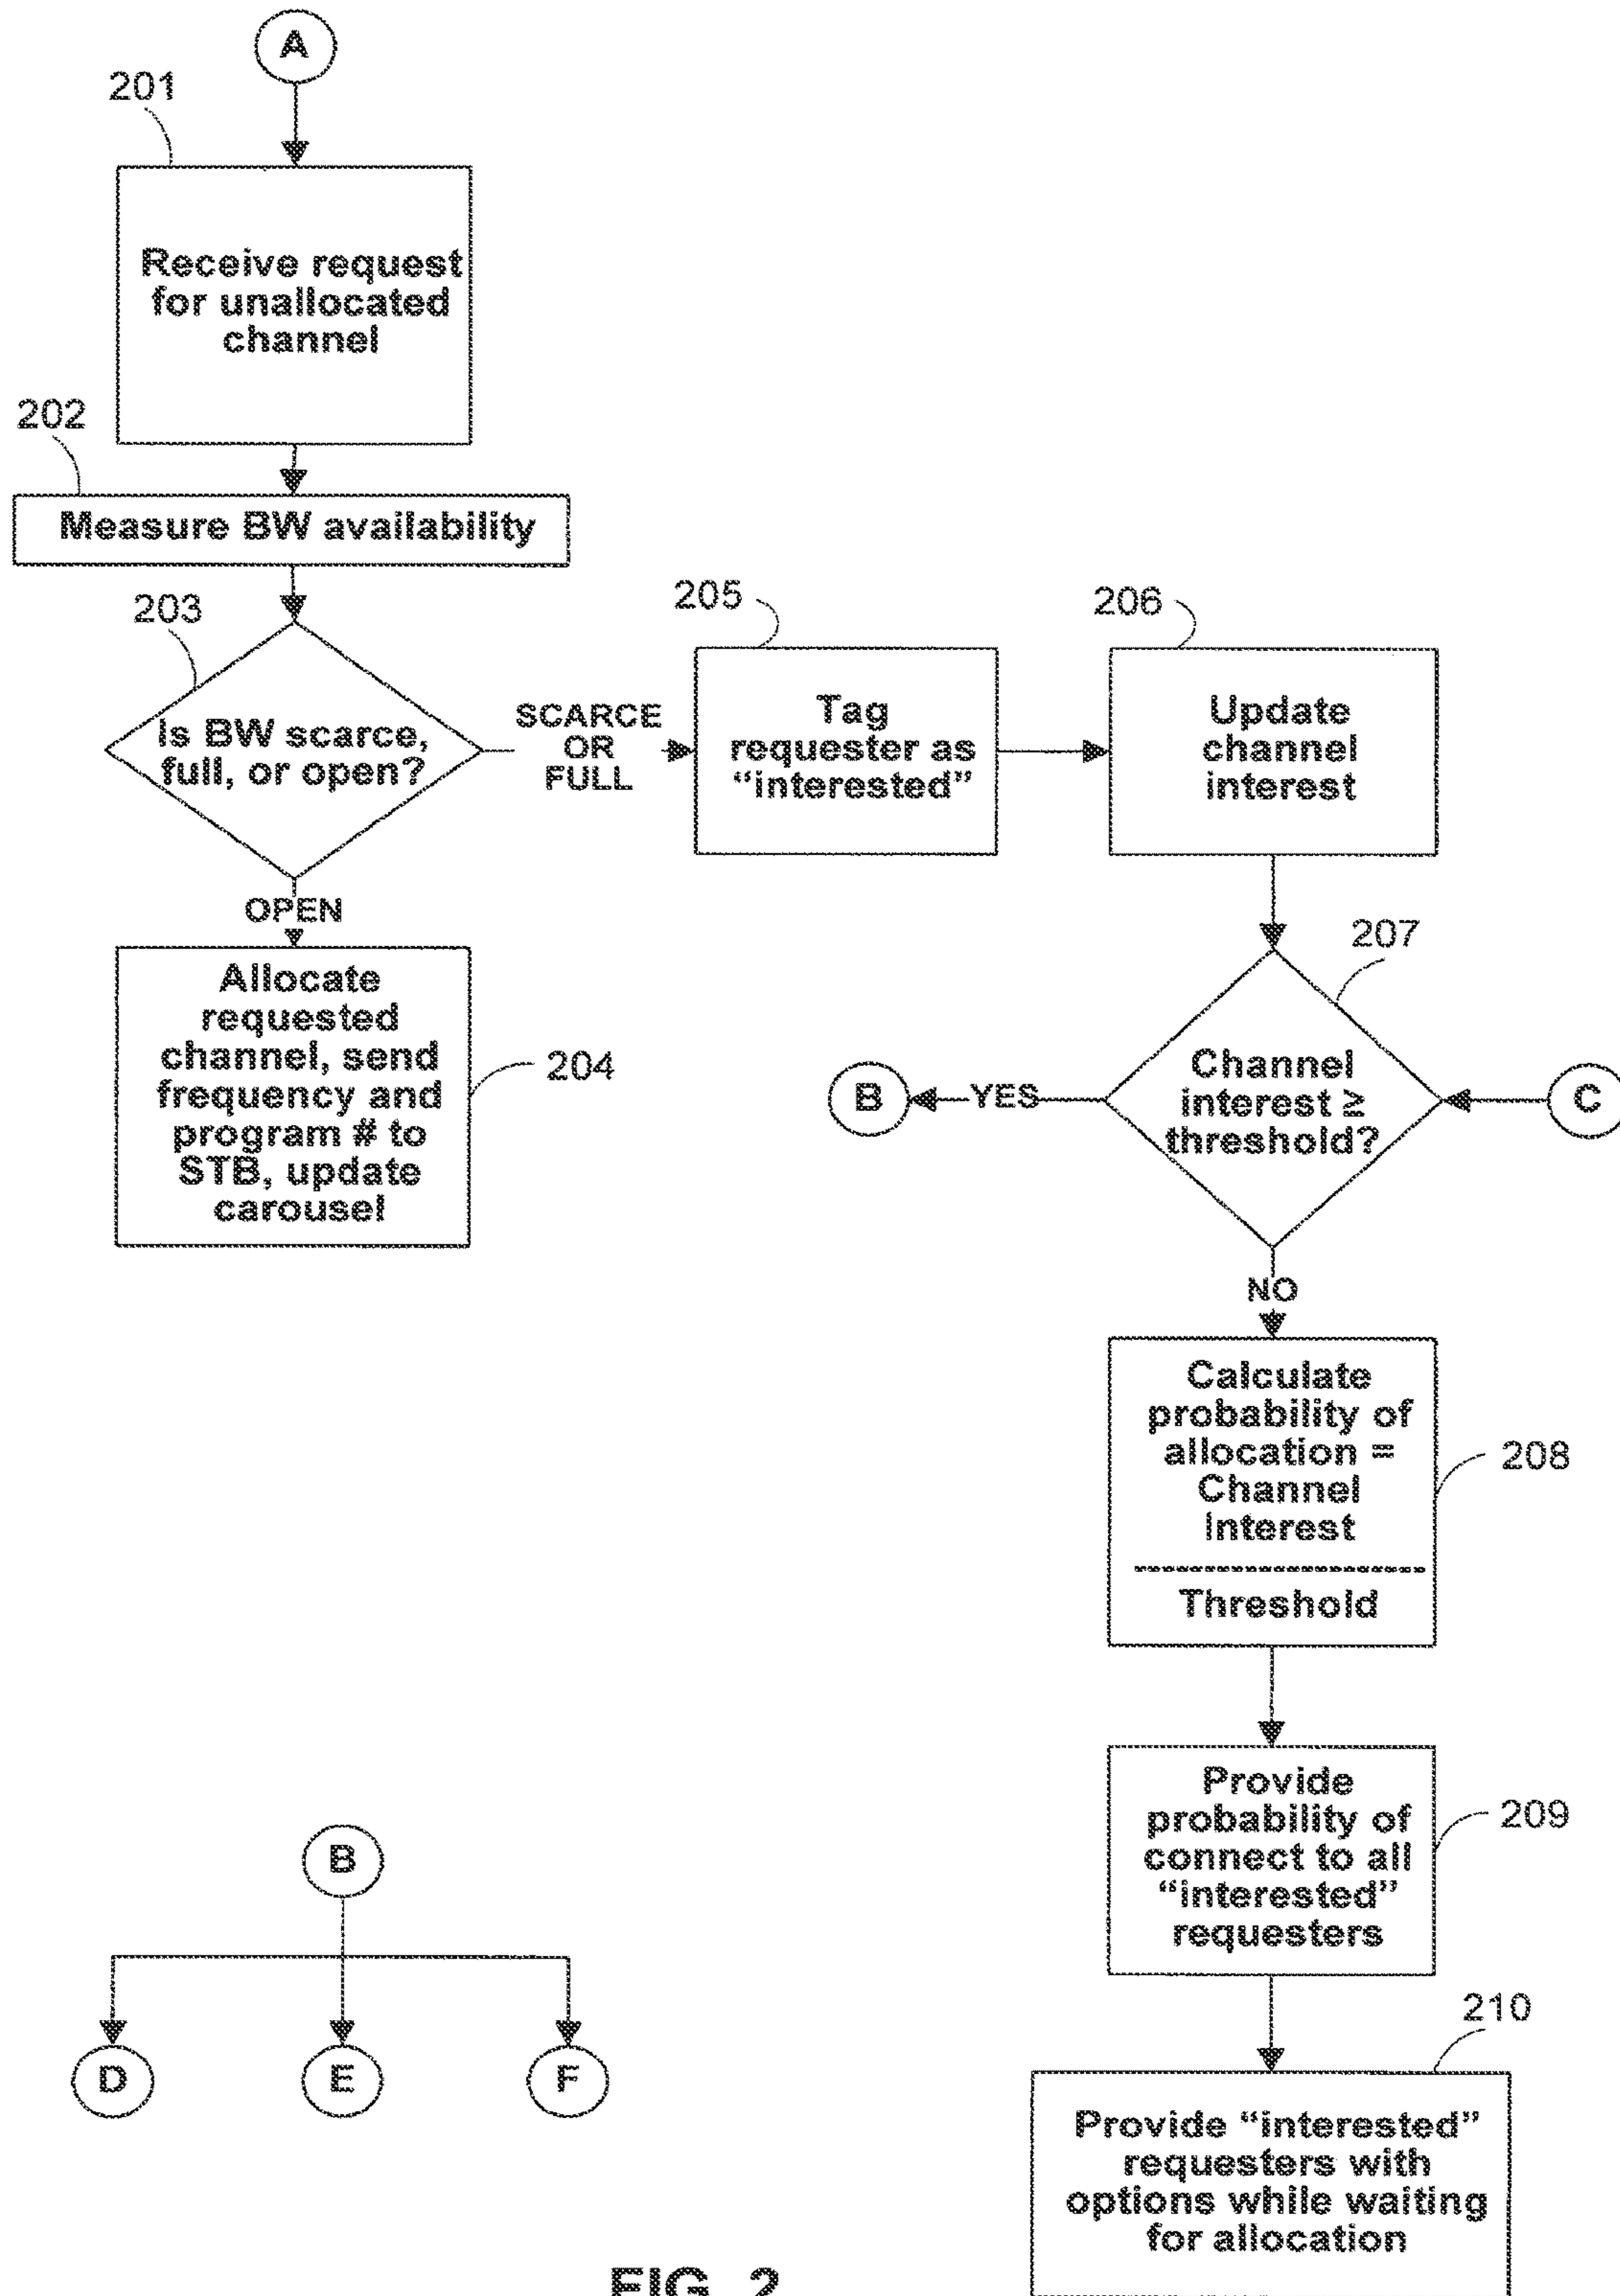 A
201
Receive request
for unallocated
channel
202
Measure BW availability
203
Is BW scarce,
full, or open?
SCARCE
OR
FULL
205
Tag
requester as
“interested”
206
Update
channel
interest
OPEN
Allocate
requested
channel, send
frequency and
program # to
STB, update
carousel
204
207
Channel
interest ≥
threshold?
YES
B
C
NO
Calculate
probability of
allocation =
Channel
Interest
Threshold
208
Provide
probability of
connect to all
“interested”
requesters
209
210
Provide “interested”
requesters with
options while waiting
for allocation
B
D
E
F
FIG. 2